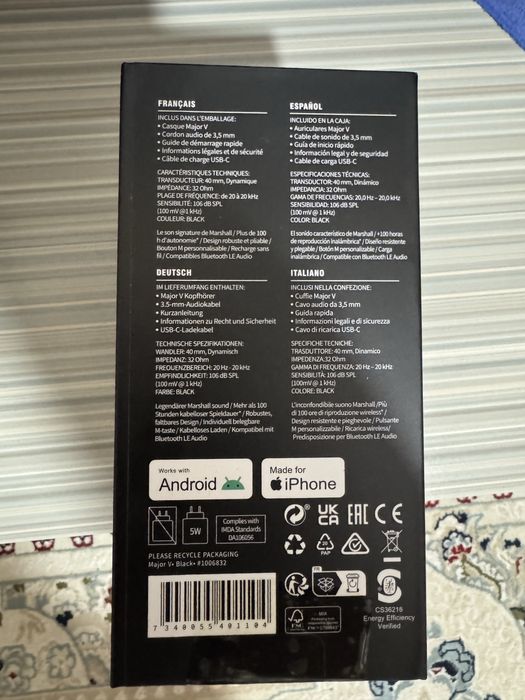 FRANÇAIS
INCLUS DANS L'EMBALLAGE:
• Casque Major V
• Cordon audio de 3,5 mm
• Guide de démarrage rapide
• Informations légales et de sécurité
• Câble de charge USB-C
CARACTÉRISTIQUES TECHNIQUES:
TRANSDUCTEUR: 40 mm, Dynamique
IMPÉDANCE: 32 Ohm
PLAGE DE FRÉQUENCE: de 20 à 20 kHz
SENSIBILITÉ: 106 dB SPL
(100 mV @1 kHz)
COULEUR: BLACK
Le son signature de Marshall / Plus de 100
h d'autonomie* / Design robuste et pliable /
Bouton M personnalisable / Recharge sans
fil / Compatibles Bluetooth LE Audio
ESPAÑOL
INCLUIDO EN LA CAJA:
• Auriculares Major V
• Cable de sonido de 3,5 mm
• Guía de inicio rápido
• Información legal y de seguridad
• Cable de carga USB-C
ESPECIFICACIONES TÉCNICAS:
TRANSDUCTOR: 40 mm, Dinámico
IMPEDANCIA: 32 Ohm
GAMA DE FRECUENCIAS: 20,0 Hz – 20,0 kHz
SENSIBILIDAD: 106 dB SPL
(100 mV @ 1 kHz)
COLOR: BLACK
El sonido característico de Marshall / +100 horas
de reproducción inalámbrica* / Diseño resistente
y plegable / Botón M personalizable / Carga
inalámbrica / Compatible con Bluetooth LE Audio
DEUTSCH
IM LIEFERUMFANG ENTHALTEN:
• Major V Kopfhörer
• 3.5-mm-Audiokabel
• Kurzanleitung
• Informationen zu Recht und Sicherheit
• USB-C-Ladekabel
TECHNISCHE SPEZIFIKATIONEN:
WANDLER: 40 mm, Dynamisch
IMPEDANZ: 32 Ohm
FREQUENZBEREICH: 20 Hz - 20 kHz
EMPFINDLICHKEIT: 106 dB SPL
(100 mV @ 1 kHz)
FARBE: BLACK
Legendärer Marshall sound / Mehr als 100
Stunden kabelloser Spieldauer* / Robustes,
faltbares Design / Individuell belegbare
M-taste / Kabelloses Laden / Kompatibel mit
Bluetooth LE Audio
ITALIANO
INCLUSI NELLA CONFEZIONE:
• Cuffie Major V
• Cavo audio da 3,5 mm
• Guida rapida
• Informazioni legali e di sicurezza
• Cavo di ricarica USB-C
SPECIFICHE TECNICHE:
TRASDUTTORE: 40 mm, Dinamico
IMPEDENZA: 32 Ohm
GAMMA DI FREQUENZA: 20 Hz – 20 kHz
SENSIBILITÀ: 106 dB SPL
(100mV @ 1 kHz)
COLORE: BLACK
L'inconfondibile suono Marshall /Più
di 100 ore di riproduzione wireless* /
Design resistente e pieghevole / Pulsante
M personalizzabile / Ricarica wireless/
Predisposizione per Bluetooth LE Audio
Works with
Android
Made for
iPhone
5W
Complies with
IMDA Standards
DA106056
UK
CA
EAC
CE
20
PAP
PLEASE RECYCLE PACKAGING
Major V• Black• #1006832
7340055401104
FR
FSC
MIX
CS36216
Energy Efficiency
Verified